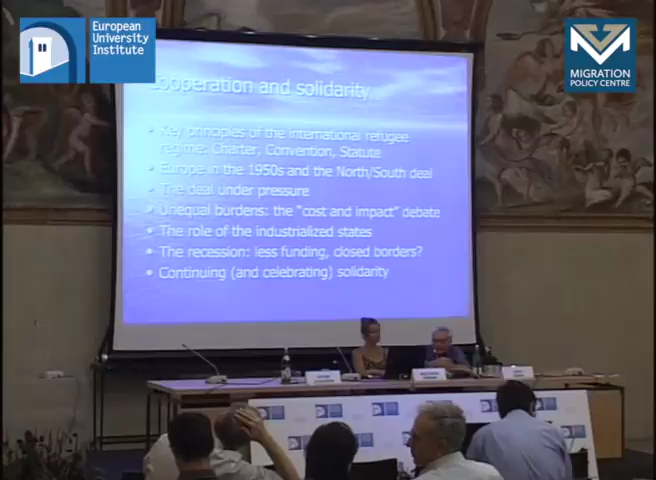 European
University
Institute
MIGRATION
POLICY CENTRE
Cooperation and solidarity
• Key principles of the international refugee
regime: Charter, Convention, Statute
• Europe in the 1950s and the North/South deal
• The deal under pressure
• Unequal burdens: the "cost and impact" debate
• The role of the industrialized states
• The recession: less funding, closed borders?
• Continuing (and celebrating) solidarity